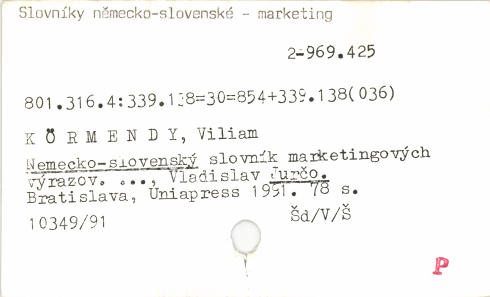 Slovníky německo-slovenské - marketing
2-969.425
801.316.4:339.138=30=854+339.138(036)
K Ö R M E N D Y, Viliam
Nemecko-slovenský slovník marketingových
výrazov. ..., Vladislav Jurčo.
Bratislava, Uniapress 1991. 78 s.
10349/91 Šd/V/Š
P